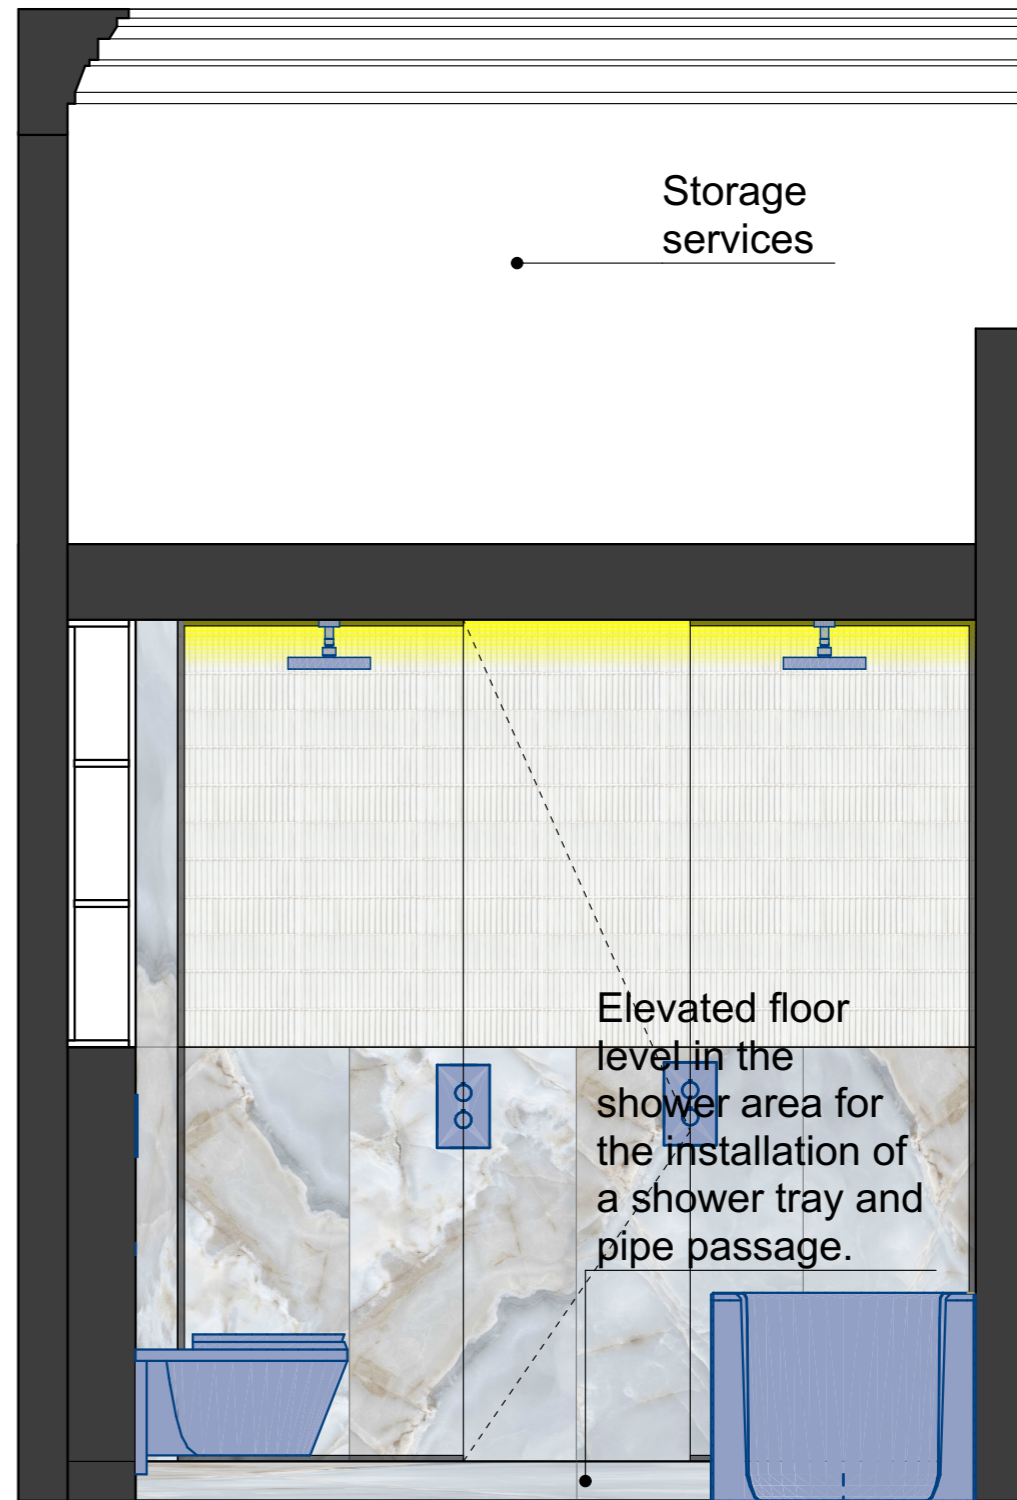 Storage
services
Elevated floor
level in the
shower area for
the installation of
a shower tray and
pipe passage.